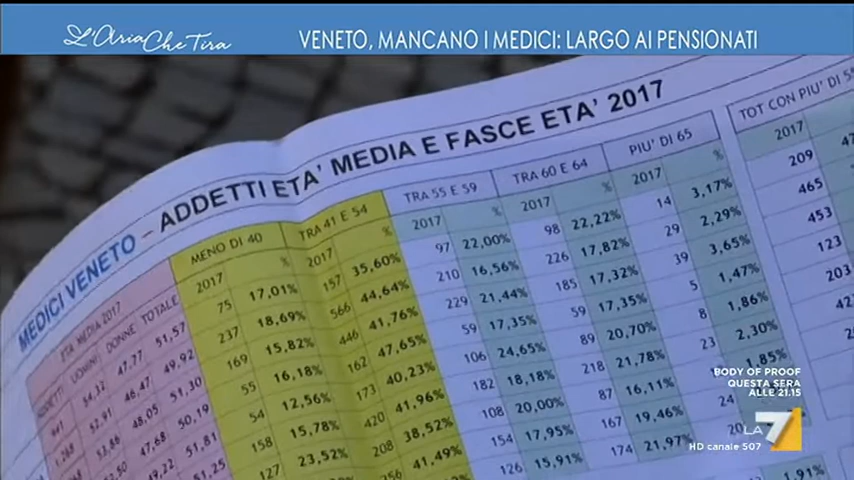 L'Aria Che Tira
VENETO, MANCANO I MEDICI: LARGO AI PENSIONATI
MEDICI VENETO – ADDETTI ETA' MEDIA E FASCE ETA' 2017
ETA MEDIA 2017 MENO DI 40 TRA 41 E 54 TRA 55 E 59 TRA 60 E 64 PIU' DI 65 TOT CON PIU' DI
ADDETTI UOMINI DONNE TOTALE 2017 % 2017 % 2017 % 2017 % 2017 % 2017
47,77 51,57 75 17,01% 157 35,60% 97 22,00% 98 22,22% 14 3,17% 209
52,91 46,47 49,92 237 18,69% 566 44,64% 210 16,56% 226 17,82% 29 2,29% 465
53,86 48,05 51,30 169 15,82% 446 41,76% 229 21,44% 185 17,32% 39 3,65% 453
47,68 50,19 55 16,18% 162 47,65% 59 17,35% 59 17,35% 5 1,47% 123
49,22 51,81 54 12,56% 173 40,23% 106 24,65% 89 20,70% 8 1,86% 203
51,25 158 15,78% 420 41,96% 182 18,18% 218 21,78% 23 2,30%
127 23,52% 208 38,52% 108 20,00% 87 16,11% 1,85%
256 41,49% 154 17,95% 167 19,46% 24
126 15,91% 174 21,97%
1,91%
BODY OF PROOF
QUESTA SERA
ALLE 21.15
LA 7
HD canale 507